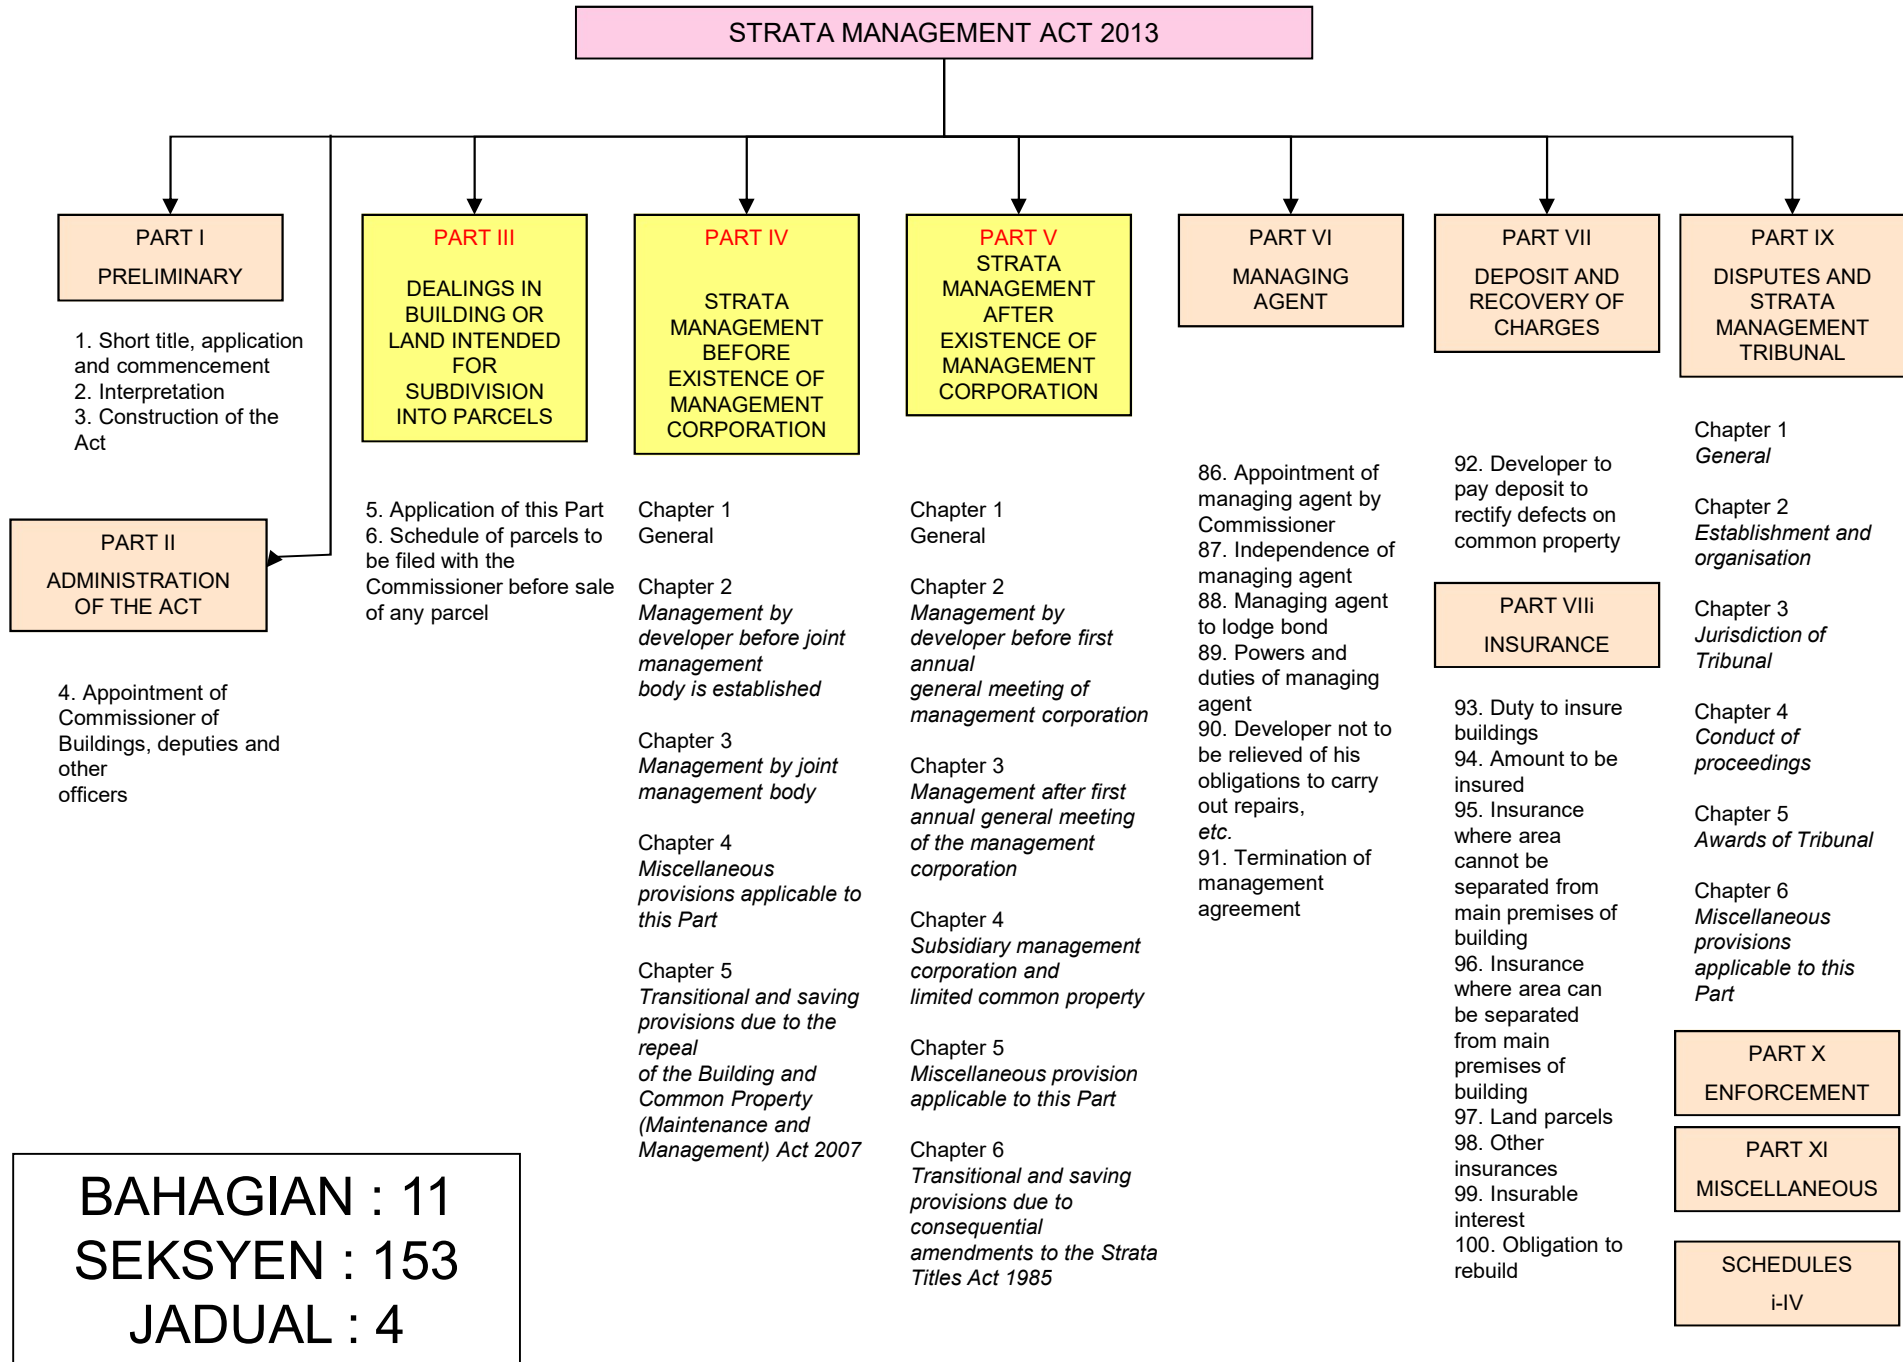 STRATA MANAGEMENT ACT 2013
PART I
PRELIMINARY
1. Short title, application
and commencement
2. Interpretation
3. Construction of the
Act
PART II
ADMINISTRATION
OF THE ACT
4. Appointment of
Commissioner of
Buildings, deputies and
other
officers
PART III
DEALINGS IN
BUILDING OR
LAND INTENDED
FOR
SUBDIVISION
INTO PARCELS
5. Application of this Part
6. Schedule of parcels to
be filed with the
Commissioner before sale
of any parcel
PART IV
STRATA
MANAGEMENT
BEFORE
EXISTENCE OF
MANAGEMENT
CORPORATION
Chapter 1
General
Chapter 2
Management by
developer before joint
management
body is established
Chapter 3
Management by joint
management body
Chapter 4
Miscellaneous
provisions applicable to
this Part
Chapter 5
Transitional and saving
provisions due to the
repeal
of the Building and
Common Property
(Maintenance and
Management) Act 2007
PART V
STRATA
MANAGEMENT
AFTER
EXISTENCE OF
MANAGEMENT
CORPORATION
Chapter 1
General
Chapter 2
Management by
developer before first
annual
general meeting of
management corporation
Chapter 3
Management after first
annual general meeting
of the management
corporation
Chapter 4
Subsidiary management
corporation and
limited common property
Chapter 5
Miscellaneous provision
applicable to this Part
Chapter 6
Transitional and saving
provisions due to
consequential
amendments to the Strata
Titles Act 1985
PART VI
MANAGING
AGENT
86. Appointment of
managing agent by
Commissioner
87. Independence of
managing agent
88. Managing agent
to lodge bond
89. Powers and
duties of managing
agent
90. Developer not to
be relieved of his
obligations to carry
out repairs,
etc.
91. Termination of
management
agreement
PART VII
DEPOSIT AND
RECOVERY OF
CHARGES
92. Developer to
pay deposit to
rectify defects on
common property
PART VIIi
INSURANCE
93. Duty to insure
buildings
94. Amount to be
insured
95. Insurance
where area
cannot be
separated from
main premises of
building
96. Insurance
where area can
be separated
from main
premises of
building
97. Land parcels
98. Other
insurances
99. Insurable
interest
100. Obligation to
rebuild
PART IX
DISPUTES AND
STRATA
MANAGEMENT
TRIBUNAL
Chapter 1
General
Chapter 2
Establishment and
organisation
Chapter 3
Jurisdiction of
Tribunal
Chapter 4
Conduct of
proceedings
Chapter 5
Awards of Tribunal
Chapter 6
Miscellaneous
provisions
applicable to this
Part
PART X
ENFORCEMENT
PART XI
MISCELLANEOUS
SCHEDULES
i-IV
BAHAGIAN : 11
SEKSYEN : 153
JADUAL : 4